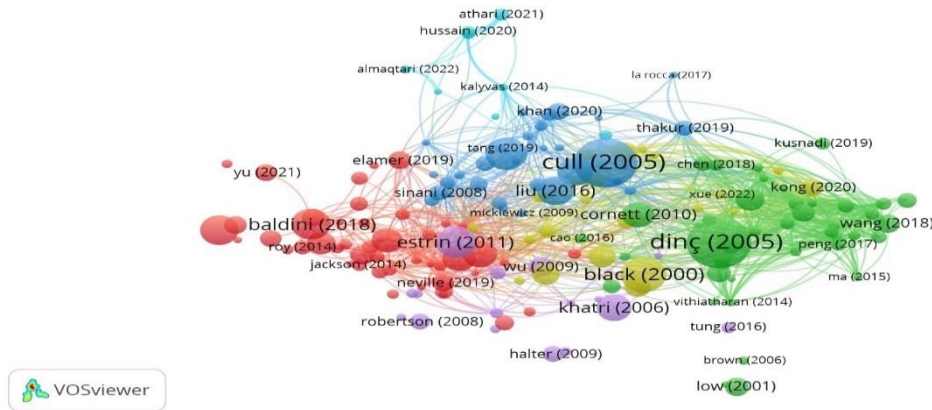 athari (2021)
hussain (2020)
almaqtari (2022)
kalyvas (2014)
la rocca (2017)
khan (2020)
thakur (2019)
kusnadi (2019)
tang (2019)
elamer (2019)
cull (2005)
chen (2018)
yu (2021)
sinani (2008)
liu (2016)
xue (2022)
kong (2020)
mickiewicz (2009)
cornett (2010)
baldini (2018)
wang (2018)
roy (2014)
estrin (2011)
cao (2016)
dinç (2005)
peng (2017)
jackson (2014)
wu (2009)
black (2000)
ma (2015)
neville (2019)
vithiatharan (2014)
khatri (2006)
robertson (2008)
tung (2016)
halter (2009)
brown (2006)
low (2001)
VOSviewer